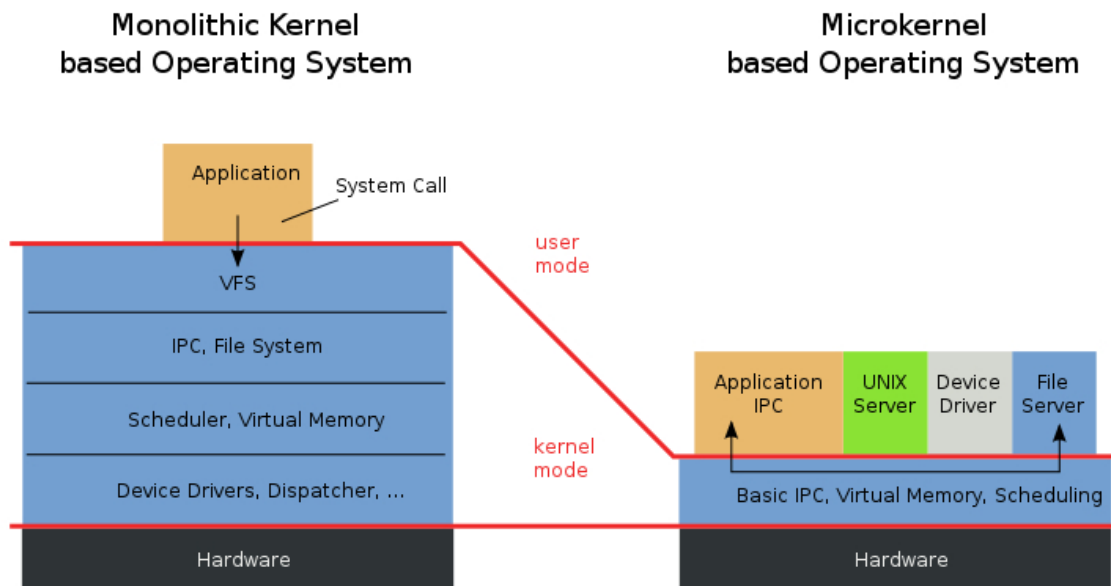 Monolithic Kernel
based Operating System
Microkernel
based Operating System
Application
System Call
user
mode
VFS
IPC, File System
Scheduler, Virtual Memory
kernel
mode
Device Drivers, Dispatcher, ...
Hardware
Application
IPC
UNIX
Server
Device
Driver
File
Server
Basic IPC, Virtual Memory, Scheduling
Hardware